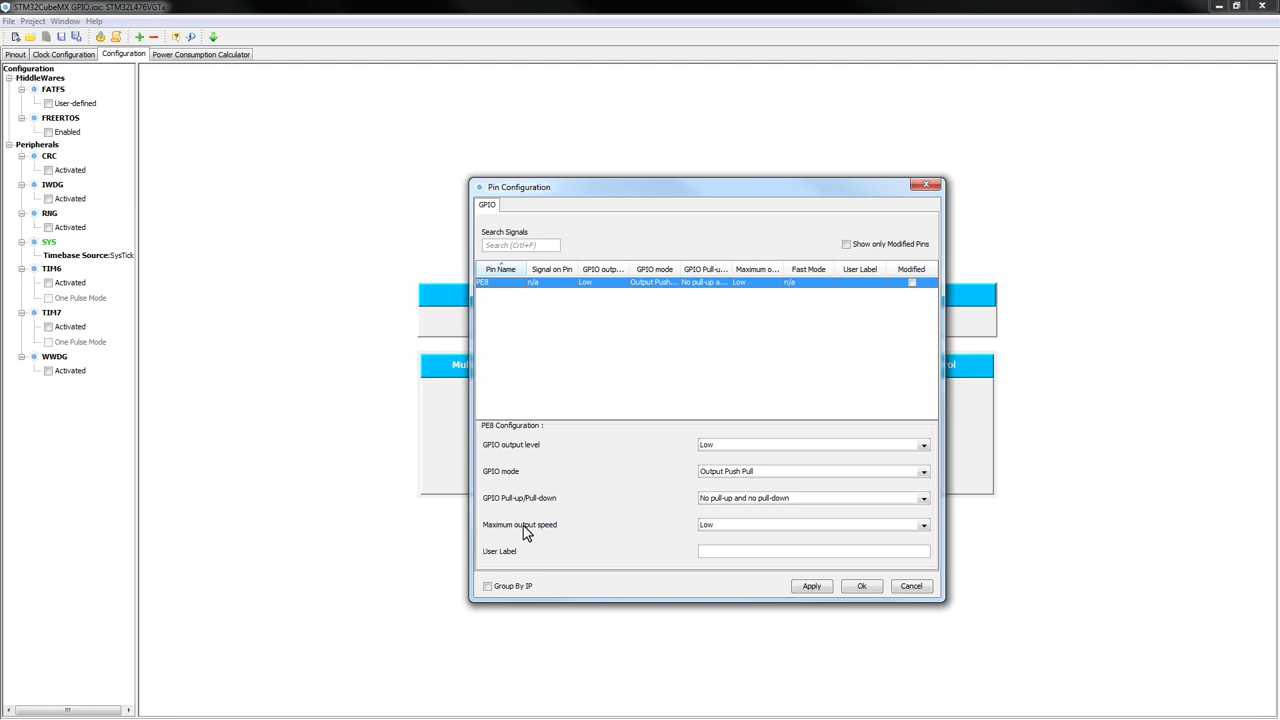 STM32CubeMX GPIO.ioc: STM32L476VGTx
File Project Window Help
Pinout Clock Configuration Configuration Power Consumption Calculator
Configuration
MiddleWares
FATFS
User-defined
FREERTOS
Enabled
Peripherals
CRC
Activated
IWDG
Activated
RNG
Activated
SYS
Timebase Source:SysTick
TIM6
Activated
One Pulse Mode
TIM7
Activated
One Pulse Mode
WWDG
Activated
Pin Configuration
GPIO
Search Signals
Search (CrtI+F)
Show only Modified Pins
Pin Name Signal on Pin GPIO outp... GPIO mode GPIO Pull-u... Maximum o... Fast Mode User Label Modified
PE8 n/a Low Output Push... No pull-up a... Low n/a
PE8 Configuration :
GPIO output level Low
GPIO mode Output Push Pull
GPIO Pull-up/Pull-down No pull-up and no pull-down
Maximum output speed Low
User Label
Group By IP Apply Ok Cancel